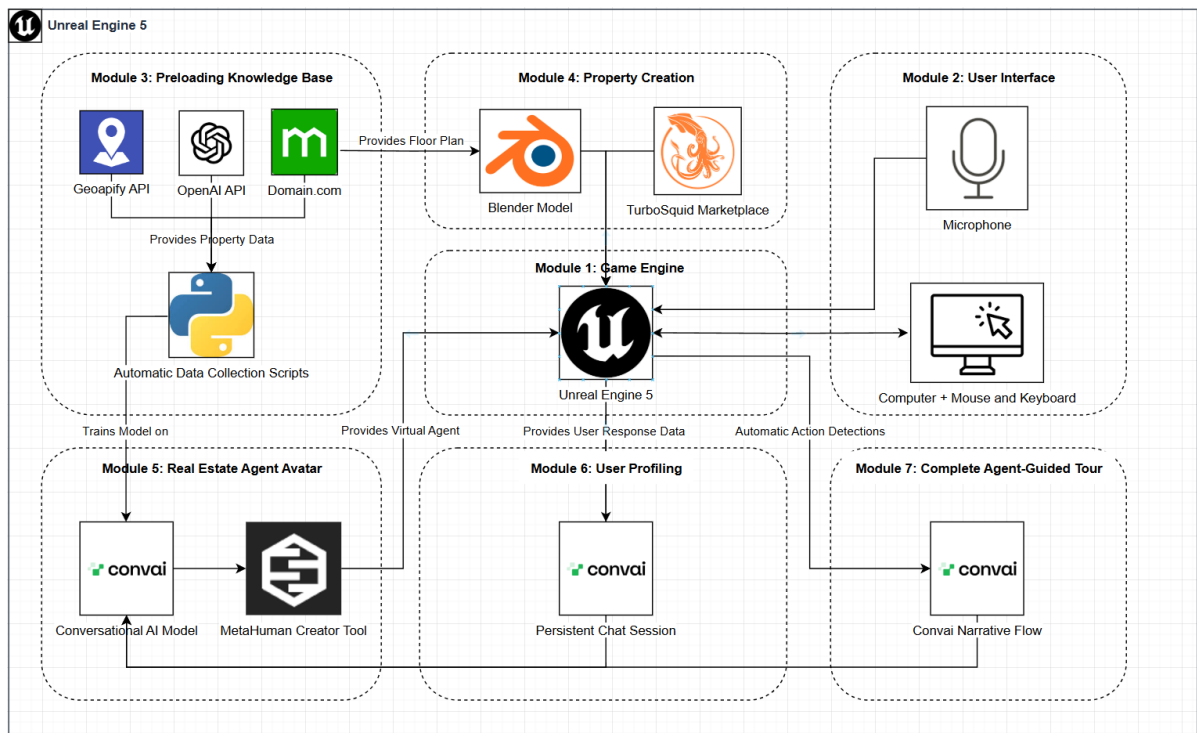 Unreal Engine 5
Module 3: Preloading Knowledge Base
Module 4: Property Creation
Module 2: User Interface
m
Provides Floor Plan
Geoapify API
OpenAI API
Domain.com
Blender Model
TurboSquid Marketplace
Microphone
Provides Property Data
Module 1: Game Engine
Automatic Data Collection Scripts
Unreal Engine 5
Computer + Mouse and Keyboard
Trains Model on
Provides Virtual Agent
Provides User Response Data
Automatic Action Detections
Module 5: Real Estate Agent Avatar
Module 6: User Profiling
Module 7: Complete Agent-Guided Tour
convai
convai
convai
Conversational AI Model
MetaHuman Creator Tool
Persistent Chat Session
Convai Narrative Flow